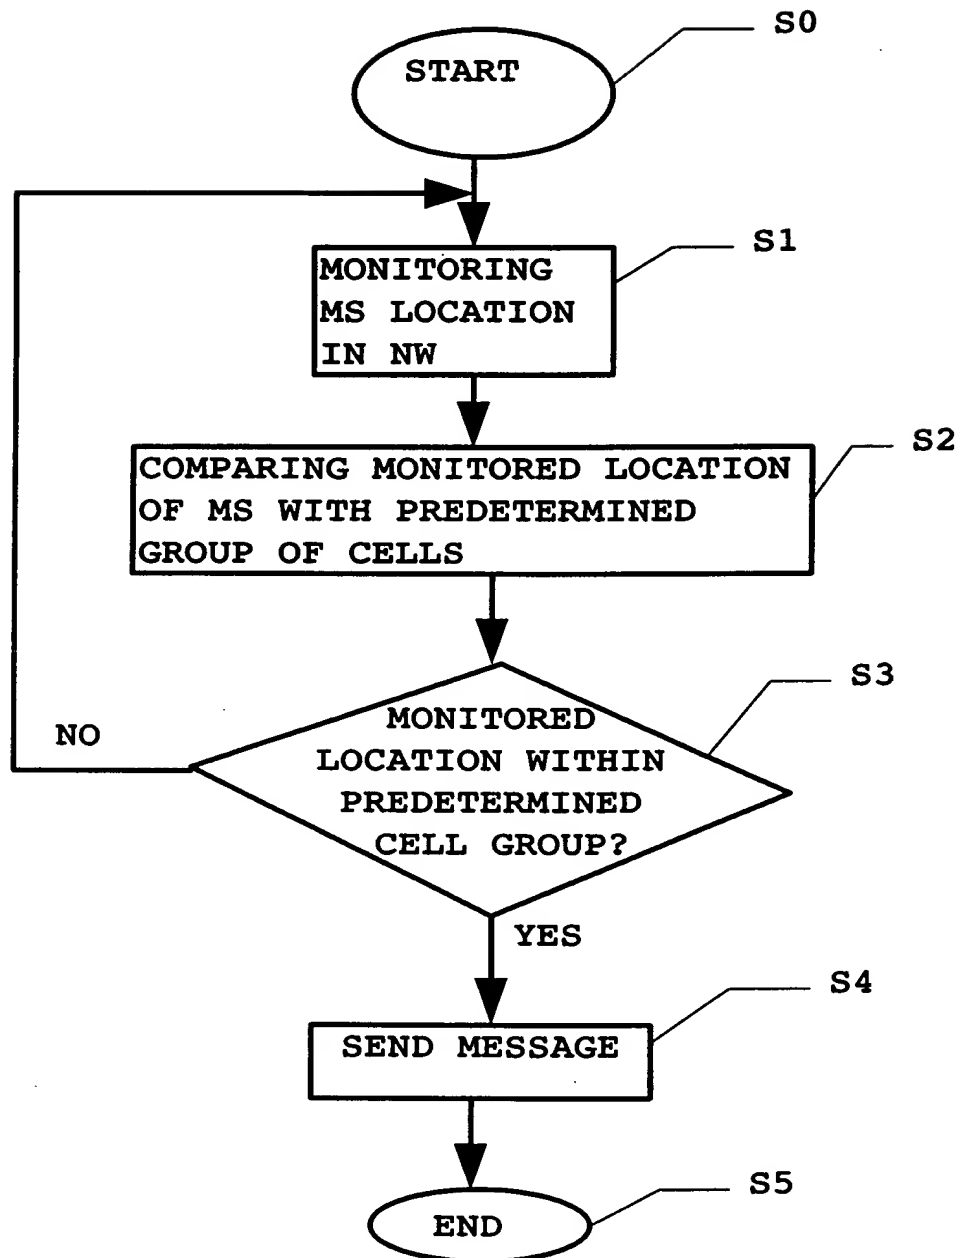 S0
START
S1
MONITORING
MS LOCATION
IN NW
S2
COMPARING MONITORED LOCATION
OF MS WITH PREDETERMINED
GROUP OF CELLS
S3
MONITORED
LOCATION WITHIN
PREDETERMINED
CELL GROUP?
NO
YES
S4
SEND MESSAGE
S5
END